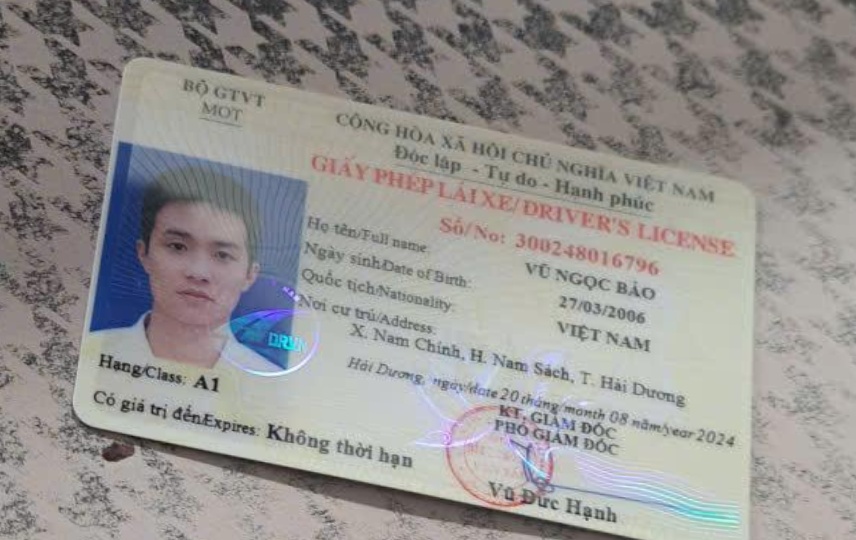 BỘ GTVT
MOT
CỘNG HÒA XÃ HỘI CHỦ NGHĨA VIỆT NAM
Độc lập - Tự do - Hạnh phúc
GIẤY PHÉP LÁI XE/ DRIVER'S LICENSE
Số/No: 300248016796
Họ tên/Full name: VŨ NGỌC BẢO
Ngày sinh/Date of Birth: 27/03/2006
Quốc tịch/Nationality: VIỆT NAM
Nơi cư trú/Address:
X. Nam Chính, H. Nam Sách, T. Hải Dương
Hải Dương, ngày/date 20 tháng/month 08 năm/year 2024
KT. GIÁM ĐỐC
PHÓ GIÁM ĐỐC
DRVN
Hạng/Class: A1
Có giá trị đến/Expires: Không thời hạn
Vũ Đức Hạnh